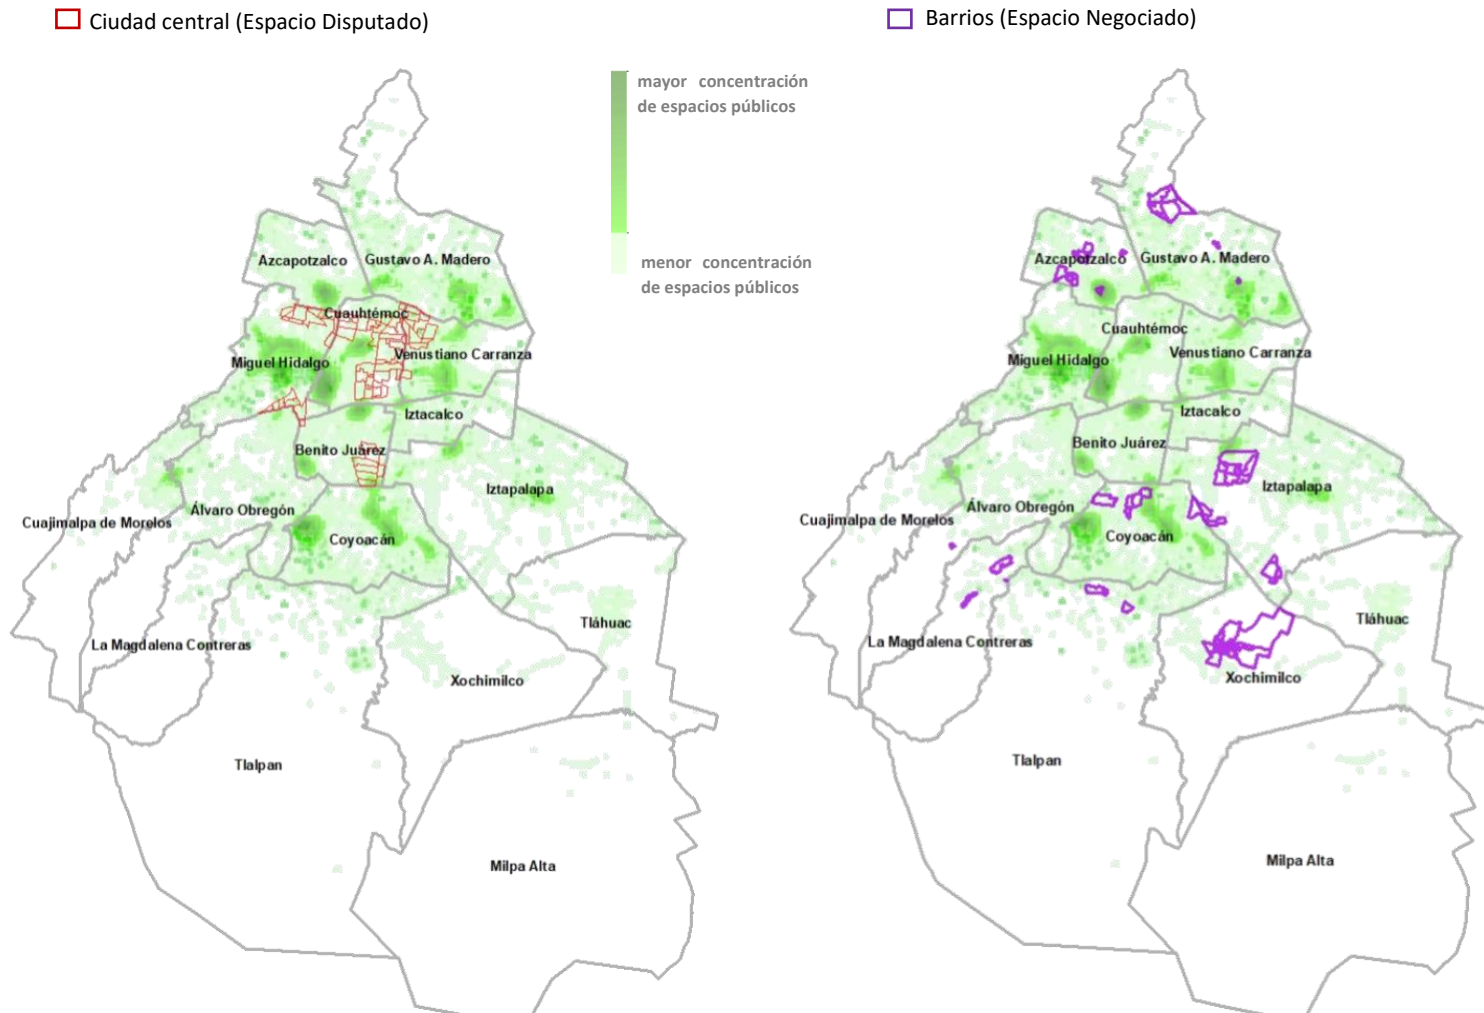 Ciudad central (Espacio Disputado)
Barrios (Espacio Negociado)
mayor concentración
de espacios públicos
menor concentración
de espacios públicos
Azcapotzalco
Gustavo A. Madero
Cuauhtémoc
Miguel Hidalgo
Venustiano Carranza
Iztacalco
Benito Juárez
Iztapalapa
Álvaro Obregón
Cuajimalpa de Morelos
Coyoacán
Tláhuac
La Magdalena Contreras
Xochimilco
Tlalpan
Milpa Alta
Azcapotzalco
Gustavo A. Madero
Cuauhtémoc
Venustiano Carranza
Miguel Hidalgo
Iztacalco
Benito Juárez
Iztapalapa
Álvaro Obregón
Cuajimalpa de Morelos
Coyoacán
Tláhuac
La Magdalena Contreras
Xochimilco
Tlalpan
Milpa Alta